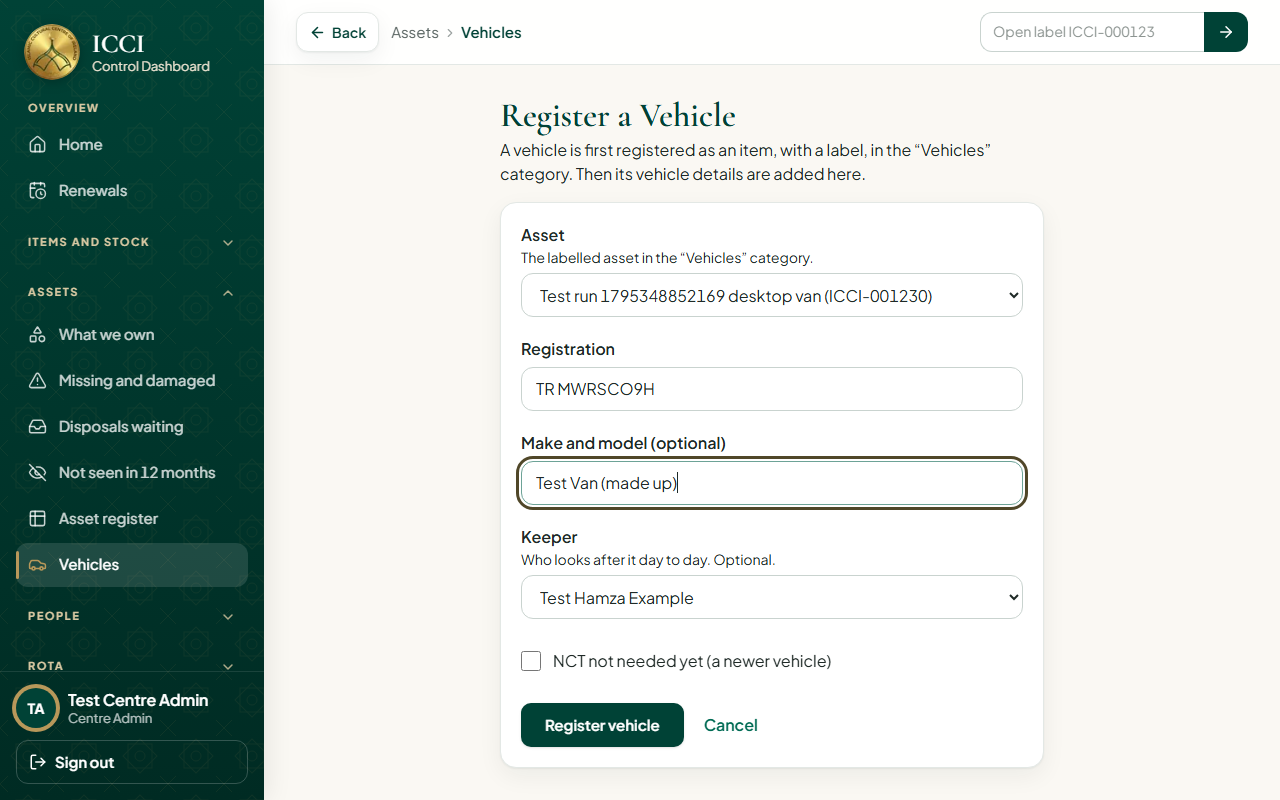 ICCI
Control Dashboard
OVERVIEW
Home
Renewals
ITEMS AND STOCK
ASSETS
What we own
Missing and damaged
Disposals waiting
Not seen in 12 months
Asset register
Vehicles
PEOPLE
ROTA
TA
Test Centre Admin
Centre Admin
Sign out
Back
Assets
Vehicles
Open label ICCI-000123
Register a Vehicle
A vehicle is first registered as an item, with a label, in the “Vehicles”
category. Then its vehicle details are added here.
Asset
The labelled asset in the “Vehicles” category.
Test run 1795348852169 desktop van (ICCI-001230)
Registration
TR MWRSCO9H
Make and model (optional)
Test Van (made up)
Keeper
Who looks after it day to day. Optional.
Test Hamza Example
NCT not needed yet (a newer vehicle)
Register vehicle
Cancel